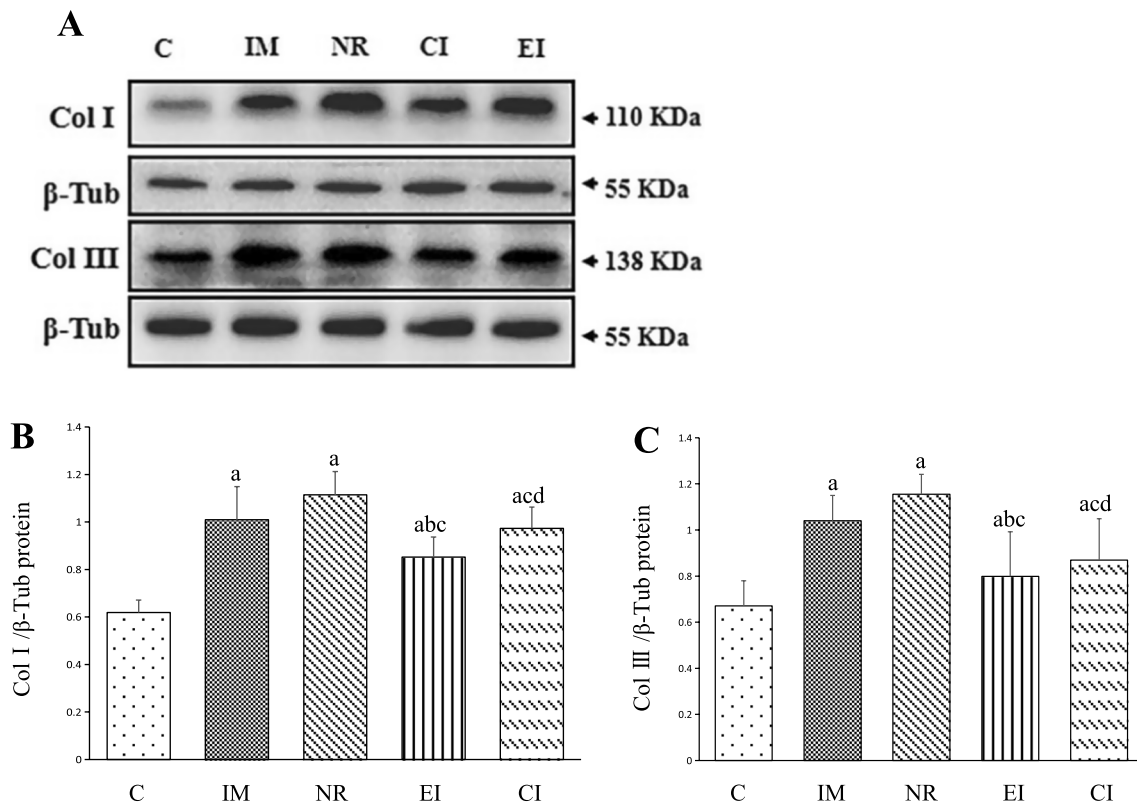 A
C IM NR CI EI
Col I 110 KDa
β-Tub 55 KDa
Col III 138 KDa
β-Tub 55 KDa
B
Col I /β-Tub protein
1.4
1.2
1
0.8
0.6
0.4
0.2
0
a a abc acd
C IM NR EI CI
C
Col III /β-Tub protein
1.4
1.2
1
0.8
0.6
0.4
0.2
0
a a abc acd
C IM NR EI CI